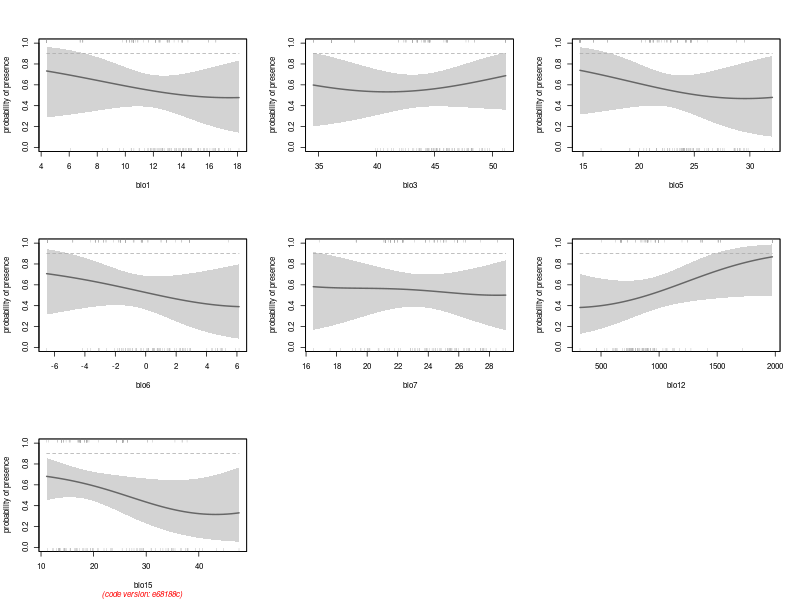 probability of presence
0.0 0.2 0.4 0.6 0.8 1.0
4 6 8 10 12 14 16 18
bio1
probability of presence
0.0 0.2 0.4 0.6 0.8 1.0
35 40 45 50
bio3
probability of presence
0.0 0.2 0.4 0.6 0.8 1.0
15 20 25 30
bio5
probability of presence
0.0 0.2 0.4 0.6 0.8 1.0
-6 -4 -2 0 2 4 6
bio6
probability of presence
0.0 0.2 0.4 0.6 0.8 1.0
16 18 20 22 24 26 28
bio7
probability of presence
0.0 0.2 0.4 0.6 0.8 1.0
500 1000 1500 2000
bio12
probability of presence
0.0 0.2 0.4 0.6 0.8 1.0
10 20 30 40
bio15
(code version: e68188c)